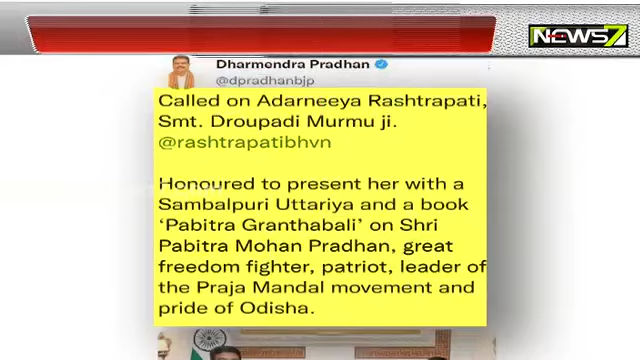 NEWS7
Dharmendra Pradhan
@dpradhanbjp
Called on Adarneeya Rashtrapati,
Smt. Droupadi Murmu ji.
@rashtrapatibhvn
Honoured to present her with a
Sambalpuri Uttariya and a book
‘Pabitra Granthabali’ on Shri
Pabitra Mohan Pradhan, great
freedom fighter, patriot, leader of
the Praja Mandal movement and
pride of Odisha.